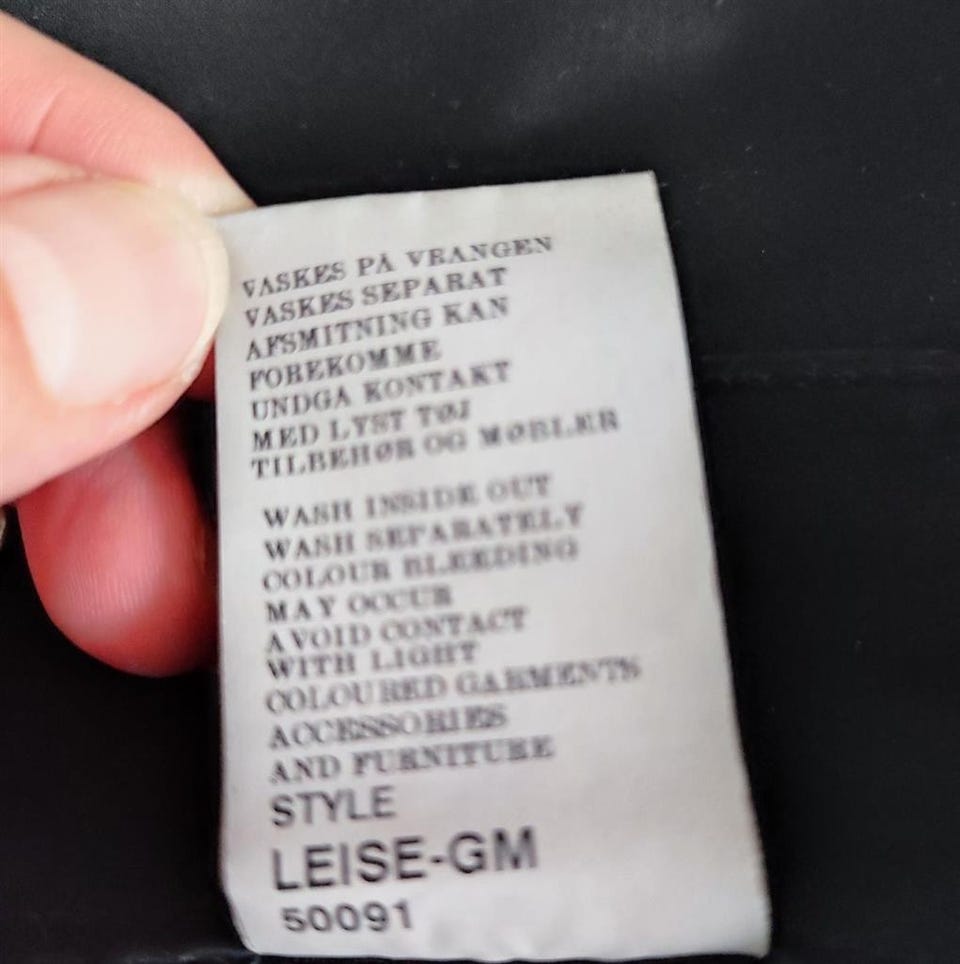 VASKES PÅ VRANGEN
VASKES SEPARAT
AFSMITNING KAN
FOREKOMME
UNDGA KONTAKT
MED LYST TØJ
TILBEHØR OG MØBLER
WASH INSIDE OUT
WASH SEPARATELY
COLOUR BLEEDING
MAY OCCUR
AVOID CONTACT
WITH LIGHT
COLOURED GARMENTS
ACCESSORIES
AND FURNITURE
STYLE
LEISE-GM
50091